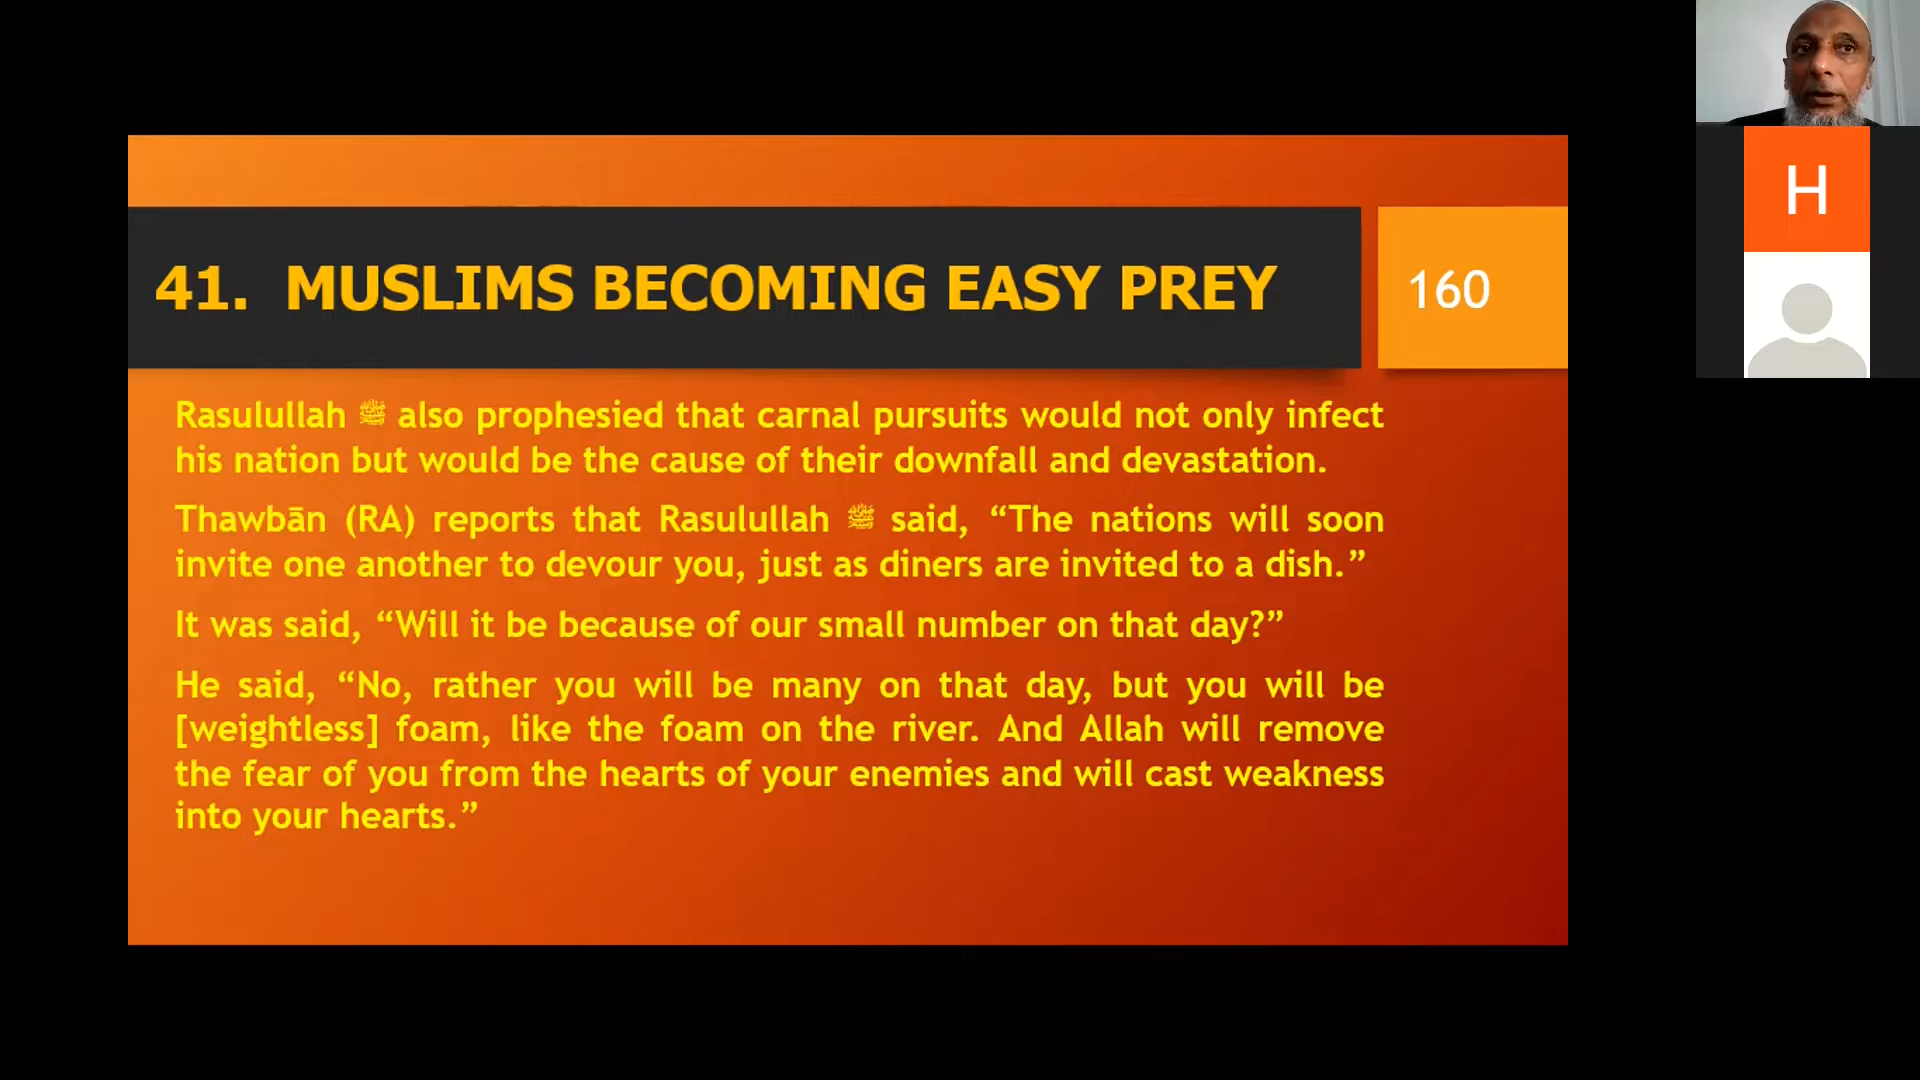 41. MUSLIMS BECOMING EASY PREY
160
Rasulullah ﷺ also prophesied that carnal pursuits would not only infect
his nation but would be the cause of their downfall and devastation.
Thawbān (RA) reports that Rasulullah ﷺ said, “The nations will soon
invite one another to devour you, just as diners are invited to a dish.”
It was said, “Will it be because of our small number on that day?”
He said, “No, rather you will be many on that day, but you will be
[weightless] foam, like the foam on the river. And Allah will remove
the fear of you from the hearts of your enemies and will cast weakness
into your hearts.”
H